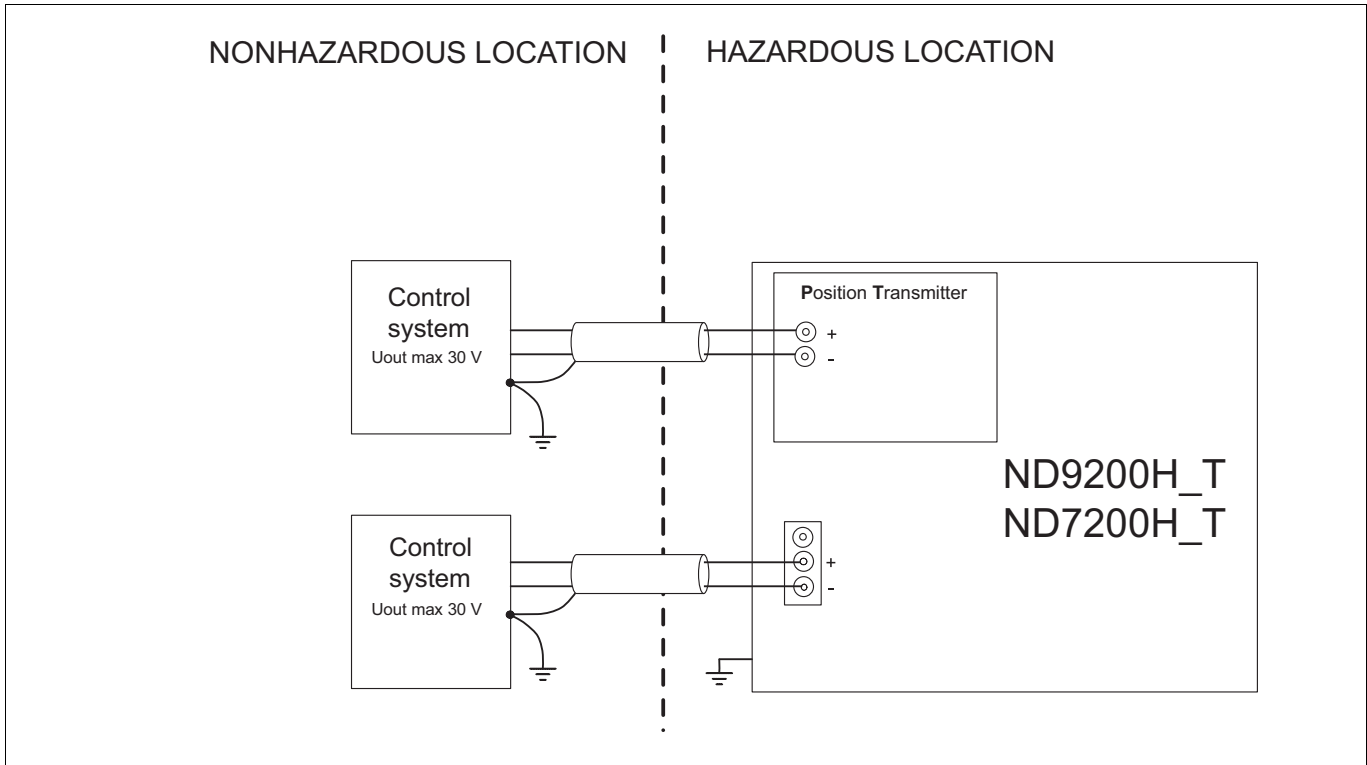 NONHAZARDOUS LOCATION
HAZARDOUS LOCATION
Control
system
Uout max 30 V
Position Transmitter
+
-
ND9200H_T
ND7200H_T
Control
system
Uout max 30 V
+
-